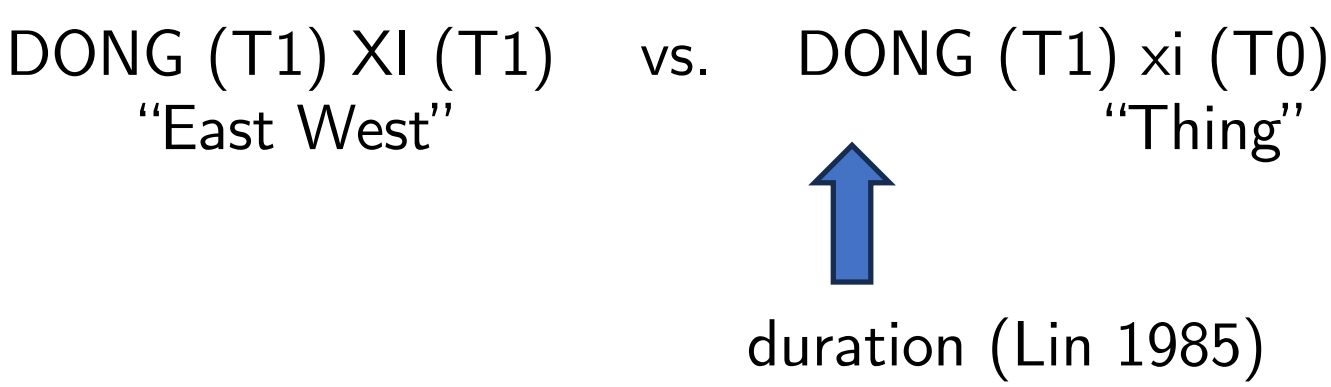 DONG (T1) XI (T1) vs. DONG (T1) xi (T0)
“East West” “Thing”
duration (Lin 1985)